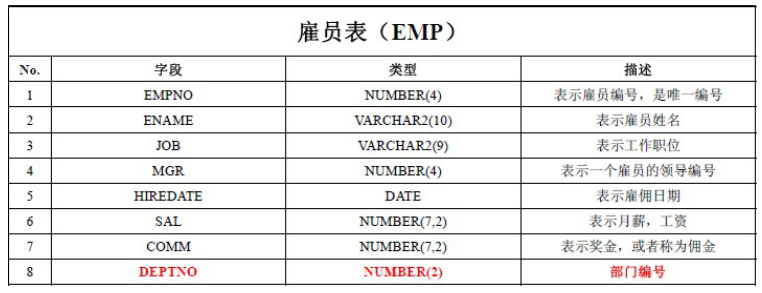 雇员表（EMP）
No. 字段 类型 描述
1 EMPNO NUMBER(4) 表示雇员编号，是唯一编号
2 ENAME VARCHAR2(10) 表示雇员姓名
3 JOB VARCHAR2(9) 表示工作职位
4 MGR NUMBER(4) 表示一个雇员的领导编号
5 HIREDATE DATE 表示雇佣日期
6 SAL NUMBER(7,2) 表示月薪，工资
7 COMM NUMBER(7,2) 表示奖金，或者称为佣金
8 DEPTNO NUMBER(2) 部门编号